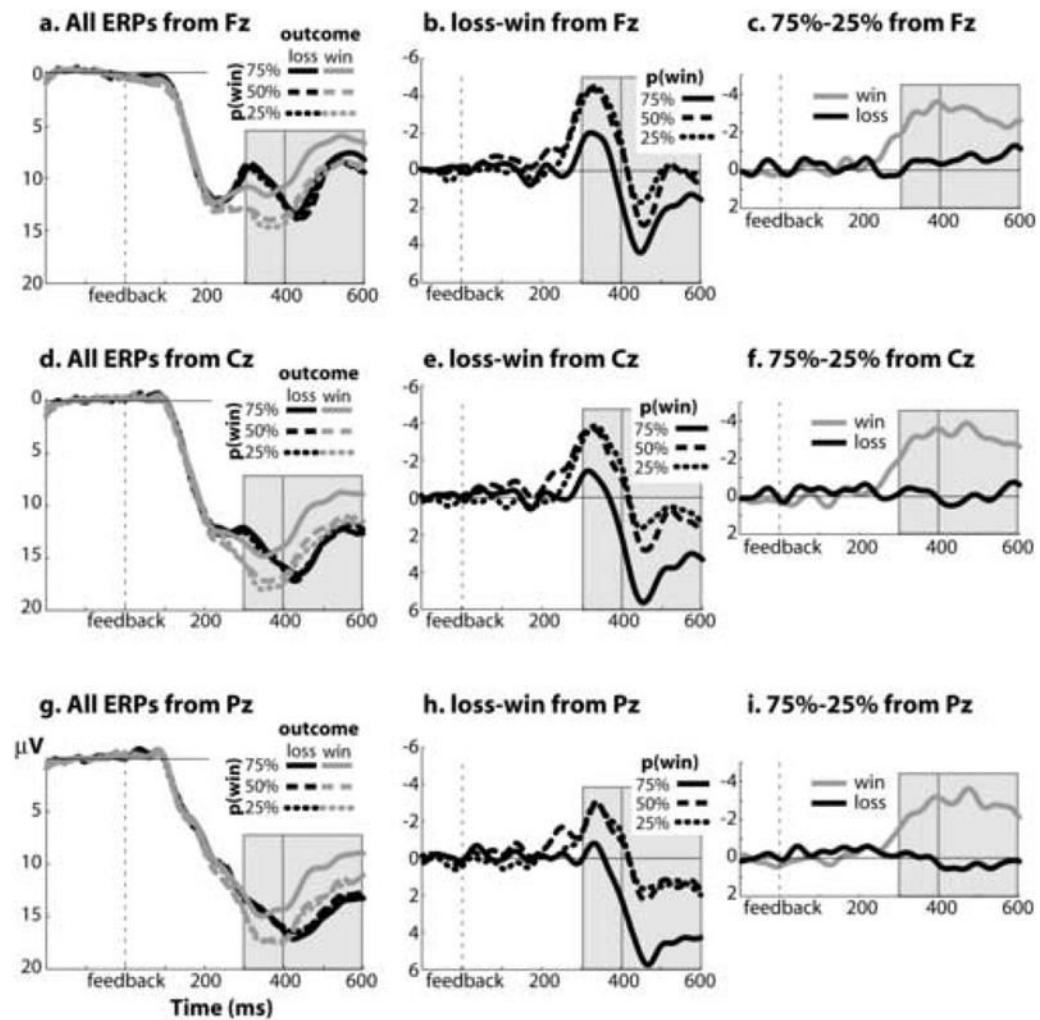 a. All ERPs from Fz
outcome
loss win
p(win)
75%
50%
25%
0
5
10
15
20
feedback 200 400 600
b. loss-win from Fz
-6
-4
-2
0
2
4
6
p(win)
75%
50%
25%
feedback 200 400 600
c. 75%-25% from Fz
-4
-2
0
2
win
loss
feedback 200 400 600
d. All ERPs from Cz
outcome
loss win
p(win)
75%
50%
25%
0
5
10
15
20
feedback 200 400 600
e. loss-win from Cz
-6
-4
-2
0
2
4
6
p(win)
75%
50%
25%
feedback 200 400 600
f. 75%-25% from Cz
-4
-2
0
2
win
loss
feedback 200 400 600
g. All ERPs from Pz
outcome
loss win
p(win)
75%
50%
25%
μV
5
10
15
20
feedback 200 400 600
Time (ms)
h. loss-win from Pz
-6
-4
-2
0
2
4
6
p(win)
75%
50%
25%
feedback 200 400 600
i. 75%-25% from Pz
-4
-2
0
2
win
loss
feedback 200 400 600